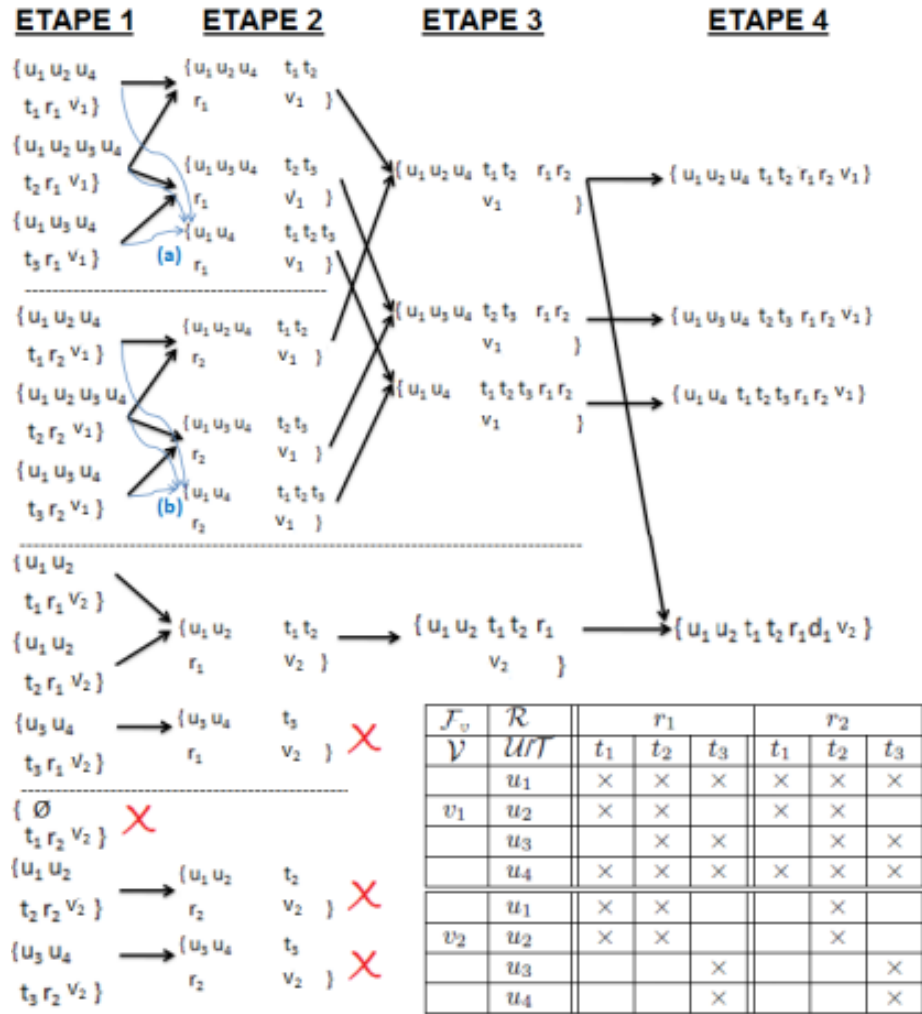 ETAPE 1 ETAPE 2 ETAPE 3 ETAPE 4
{ u₁ u₂ u₄
t₁ r₁ v₁ }
{ u₁ u₂ u₃ u₄
t₂ r₁ v₁ }
{ u₁ u₃ u₄
t₃ r₁ v₁ }
{ u₁ u₂ u₄ t₁ t₂
r₁ v₁ }
{ u₁ u₃ u₄ t₂ t₃
r₁ v₁ }
{ u₁ u₄ t₁ t₂ t₃
r₁ v₁ }
(a)
{ u₁ u₂ u₄
t₁ r₂ v₁ }
{ u₁ u₂ u₃ u₄
t₂ r₂ v₁ }
{ u₁ u₃ u₄
t₃ r₂ v₁ }
{ u₁ u₂ u₄ t₁ t₂
r₂ v₁ }
{ u₁ u₃ u₄ t₂ t₃
r₂ v₁ }
{ u₁ u₄ t₁ t₂ t₃
r₂ v₁ }
(b)
{ u₁ u₂ u₄ t₁ t₂ r₁ r₂
v₁ }
{ u₁ u₃ u₄ t₂ t₃ r₁ r₂
v₁ }
{ u₁ u₄ t₁ t₂ t₃ r₁ r₂
v₁ }
{ u₁ u₂ u₄ t₁ t₂ r₁ r₂ v₁ }
{ u₁ u₃ u₄ t₂ t₃ r₁ r₂ v₁ }
{ u₁ u₄ t₁ t₂ t₃ r₁ r₂ v₁ }
{ u₁ u₂
t₁ r₁ v₂ }
{ u₁ u₂
t₂ r₁ v₂ }
{ u₃ u₄
t₃ r₁ v₂ }
{ u₁ u₂ t₁ t₂
r₁ v₂ }
{ u₃ u₄ t₃
r₁ v₂ } X
{ u₁ u₂ t₁ t₂ r₁
v₂ }
{ u₁ u₂ t₁ t₂ r₁ d₁ v₂ }
{ Ø
t₁ r₂ v₂ } X
{ u₁ u₂
t₂ r₂ v₂ }
{ u₃ u₄
t₃ r₂ v₂ }
{ u₁ u₂ t₂
r₂ v₂ } X
{ u₃ u₄ t₃
r₂ v₂ } X
𝓕ᵥ 𝓡 r₁ r₂
𝓥 𝓤/𝓣 t₁ t₂ t₃ t₁ t₂ t₃
u₁ × × × × × ×
v₁ u₂ × × × ×
u₃ × × × ×
u₄ × × × × × ×
u₁ × × ×
v₂ u₂ × × ×
u₃ × ×
u₄ × ×